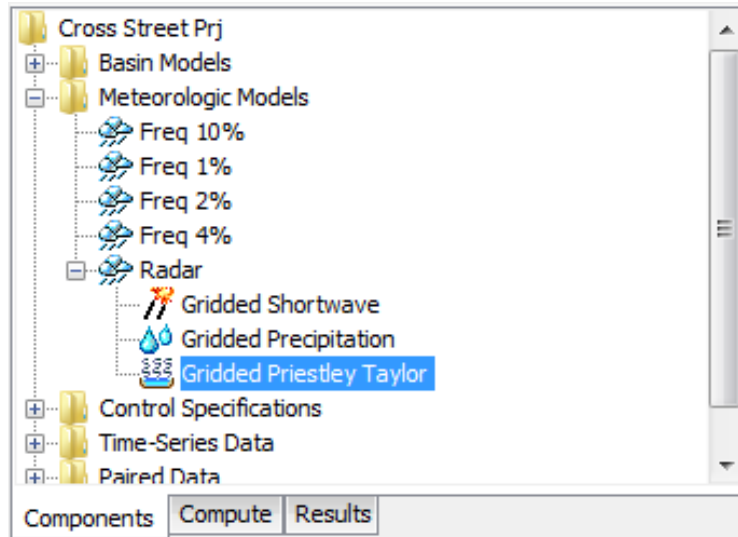 Cross Street Prj
Basin Models
Meteorologic Models
Freq 10%
Freq 1%
Freq 2%
Freq 4%
Radar
Gridded Shortwave
Gridded Precipitation
Gridded Priestley Taylor
Control Specifications
Time-Series Data
Paired Data
Components Compute Results